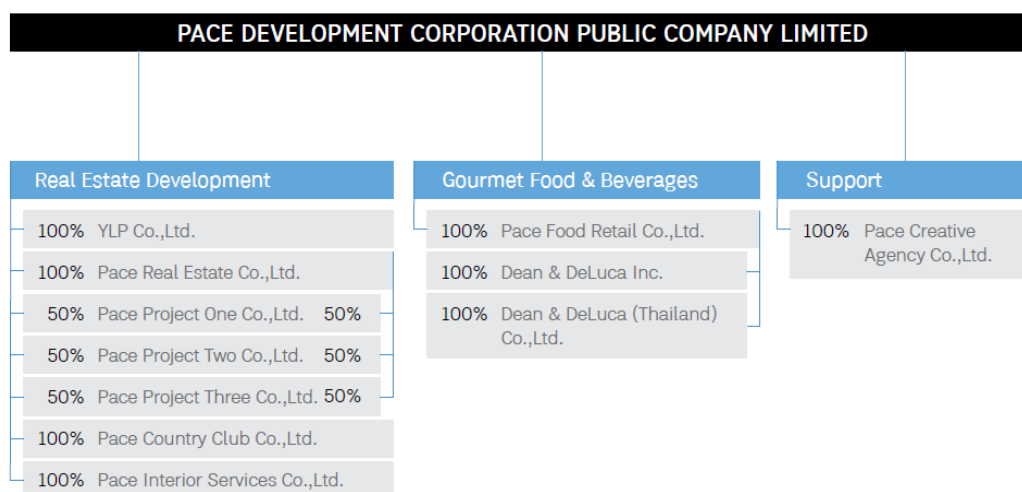 PACE DEVELOPMENT CORPORATION PUBLIC COMPANY LIMITED
Real Estate Development
100% YLP Co.,Ltd.
100% Pace Real Estate Co.,Ltd.
50% Pace Project One Co.,Ltd. 50%
50% Pace Project Two Co.,Ltd. 50%
50% Pace Project Three Co.,Ltd. 50%
100% Pace Country Club Co.,Ltd.
100% Pace Interior Services Co.,Ltd.
Gourmet Food & Beverages
100% Pace Food Retail Co.,Ltd.
100% Dean & DeLuca Inc.
100% Dean & DeLuca (Thailand)
Co.,Ltd.
Support
100% Pace Creative
Agency Co.,Ltd.